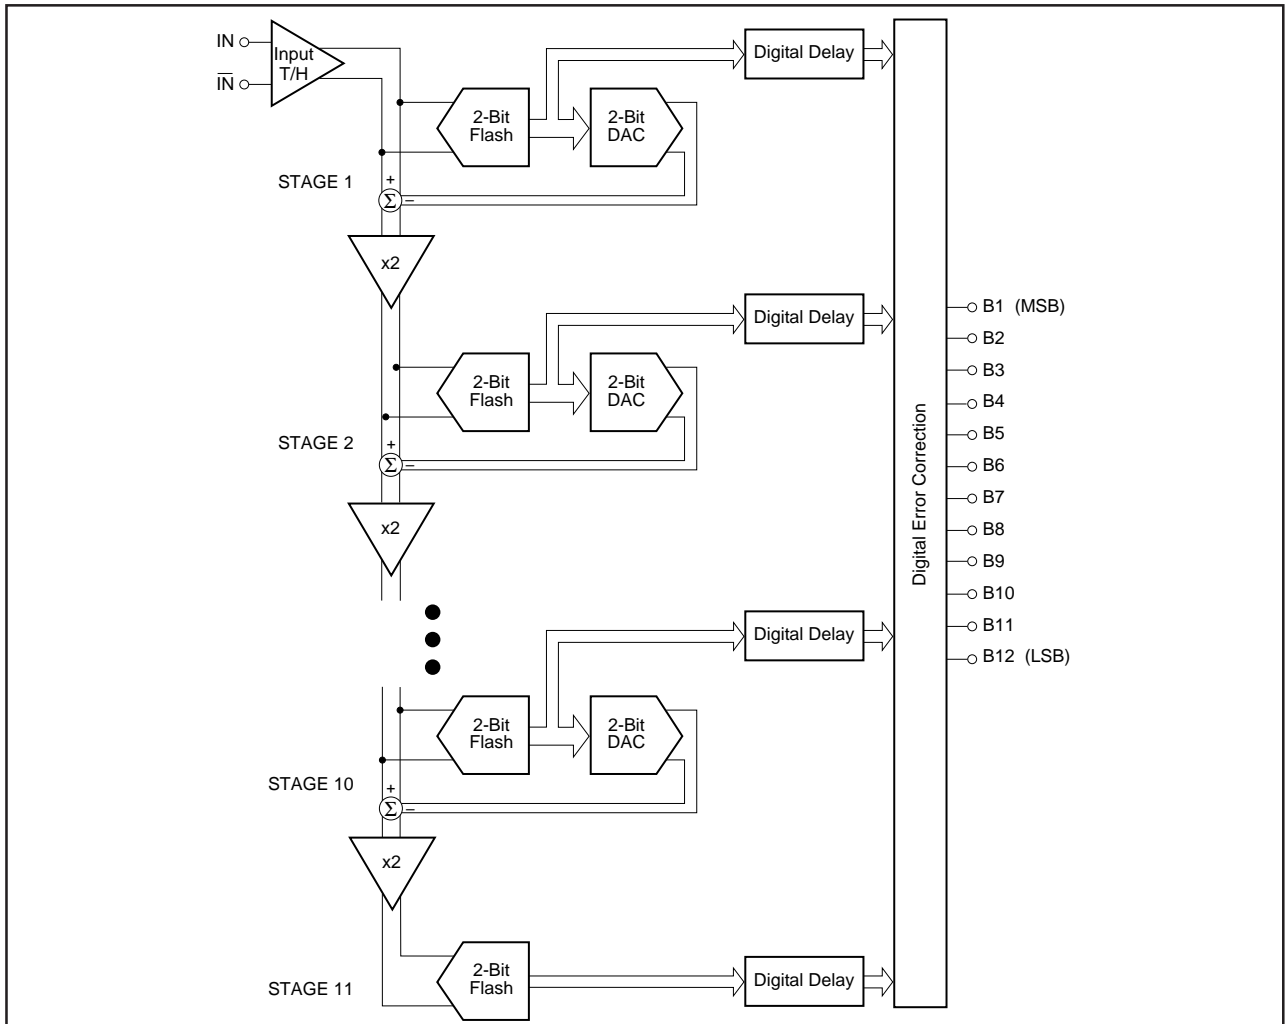 IN
Input
T/H
I̅N̅
Digital Delay
2-Bit
Flash
2-Bit
DAC
STAGE 1
+
Σ
–
x2
Digital Delay
2-Bit
Flash
2-Bit
DAC
STAGE 2
+
Σ
–
x2
Digital Delay
2-Bit
Flash
2-Bit
DAC
STAGE 10
+
Σ
–
x2
2-Bit
Flash
Digital Delay
STAGE 11
Digital Error Correction
B1 (MSB)
B2
B3
B4
B5
B6
B7
B8
B9
B10
B11
B12 (LSB)